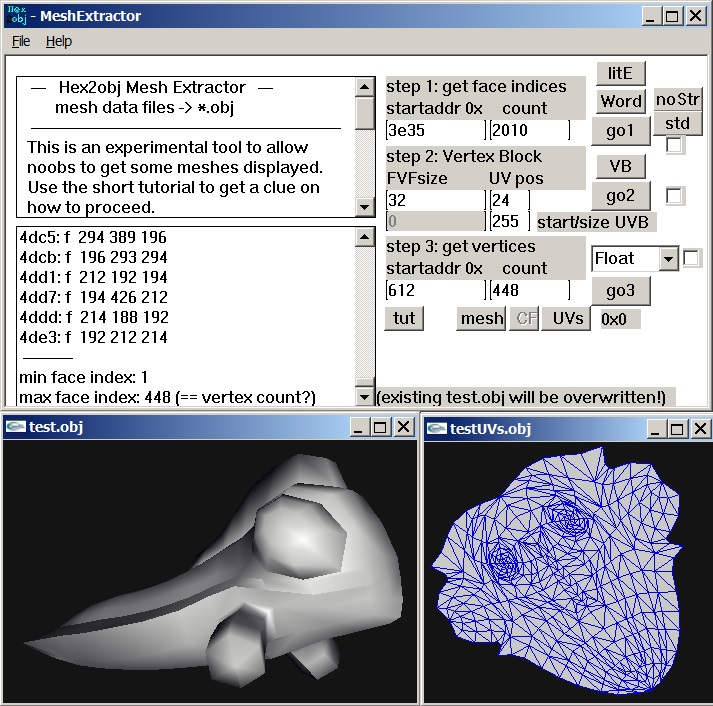 Hex obj - MeshExtractor
File Help
— Hex2obj Mesh Extractor —
mesh data files -> *.obj
This is an experimental tool to allow
noobs to get some meshes displayed.
Use the short tutorial to get a clue on
how to proceed.
4dc5: f 294 389 196
4dcb: f 196 293 294
4dd1: f 212 192 194
4dd7: f 194 426 212
4ddd: f 214 188 192
4de3: f 192 212 214
min face index: 1
max face index: 448 (== vertex count?)
step 1: get face indices
startaddr 0x count
3e35 2010
litE
Word noStr
go1 std
step 2: Vertex Block
FVFsize UV pos
32 24
0 255 start/size UVB
VB
go2
step 3: get vertices
startaddr 0x count
612 448
Float
go3
tut mesh CF UVs 0x0
(existing test.obj will be overwritten!)
test.obj
testUVs.obj